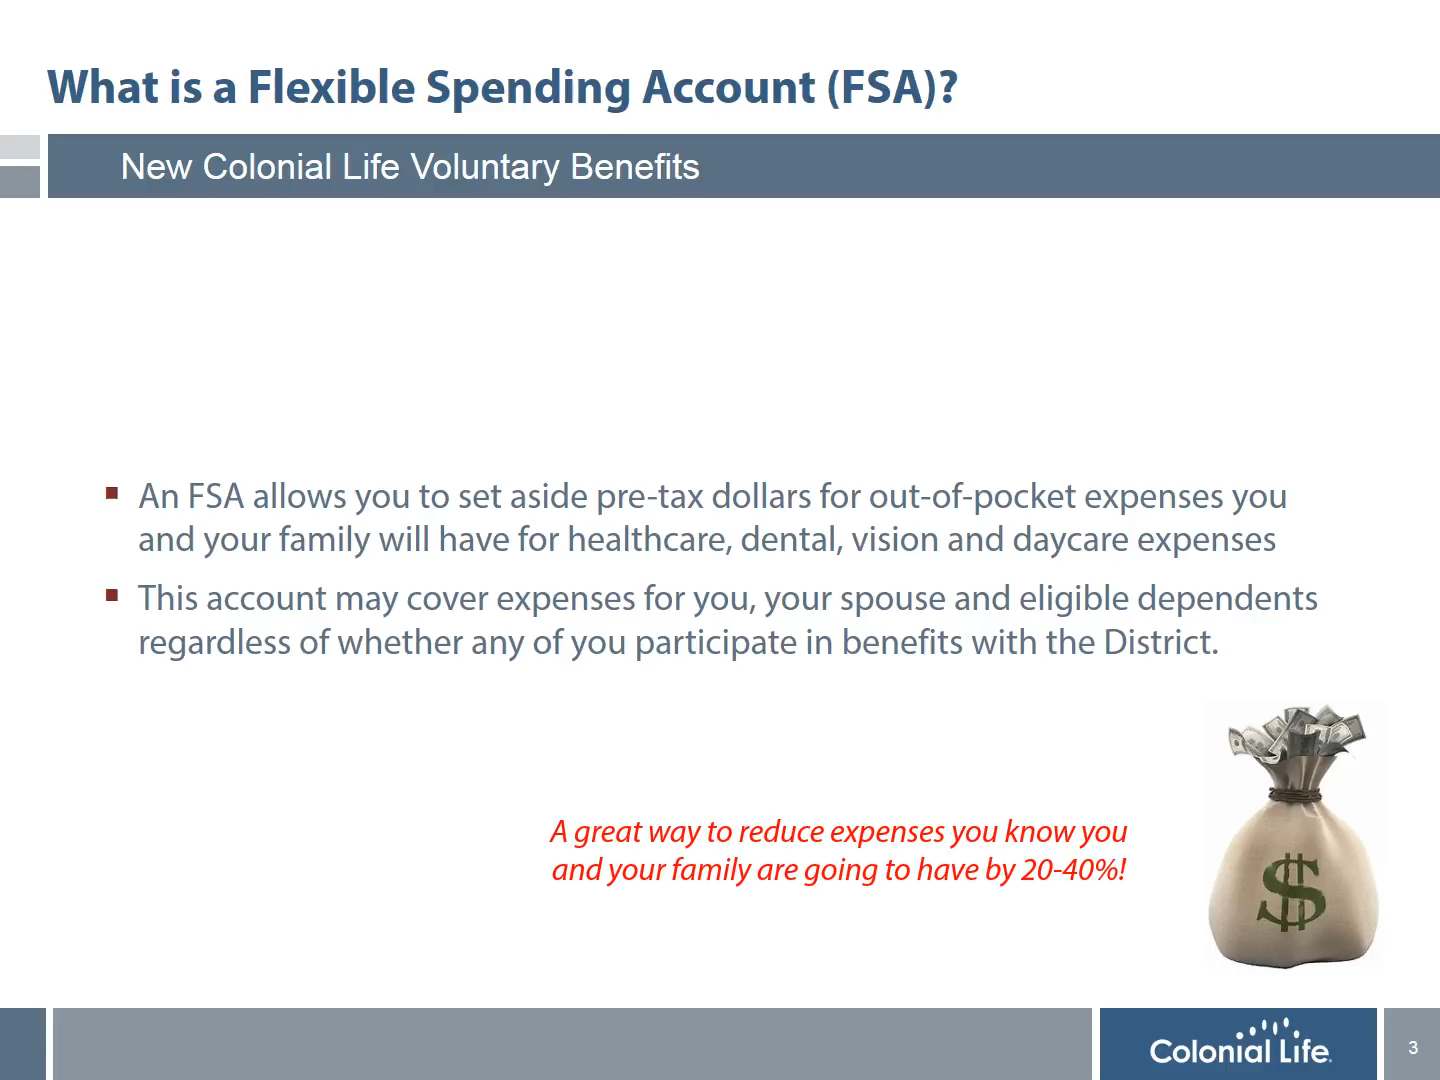 What is a Flexible Spending Account (FSA)?
New Colonial Life Voluntary Benefits
An FSA allows you to set aside pre-tax dollars for out-of-pocket expenses you
and your family will have for healthcare, dental, vision and daycare expenses
This account may cover expenses for you, your spouse and eligible dependents
regardless of whether any of you participate in benefits with the District.
A great way to reduce expenses you know you
and your family are going to have by 20-40%!
$
Colonial Life.
3